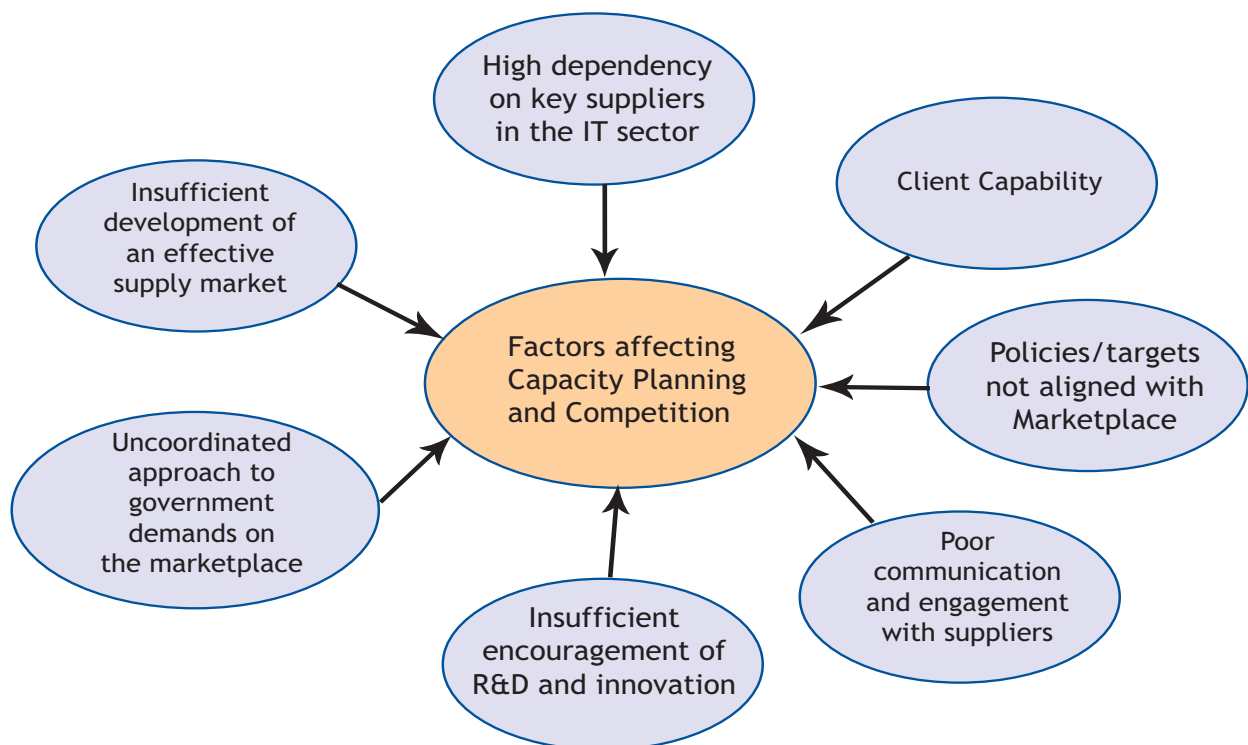 High dependency
on key suppliers
in the IT sector
Client Capability
Insufficient
development of
an effective
supply market
Factors affecting
Capacity Planning
and Competition
Policies/targets
not aligned with
Marketplace
Uncoordinated
approach to
government
demands on
the marketplace
Poor
communication
and engagement
with suppliers
Insufficient
encouragement of
R&D and innovation